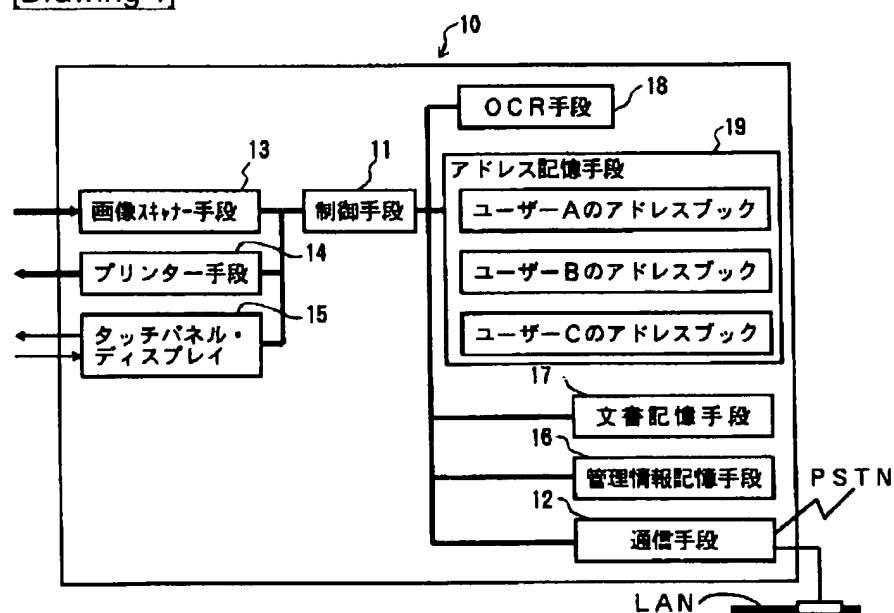 [Drawing 1]
10
18
OCR手段
19
13
11
アドレス記憶手段
画像スキャナー手段
制御手段
ユーザーAのアドレスブック
14
プリンター手段
ユーザーBのアドレスブック
15
タッチパネル・
ディスプレイ
ユーザーCのアドレスブック
17
文書記憶手段
16
管理情報記憶手段
PSTN
12
通信手段
LAN